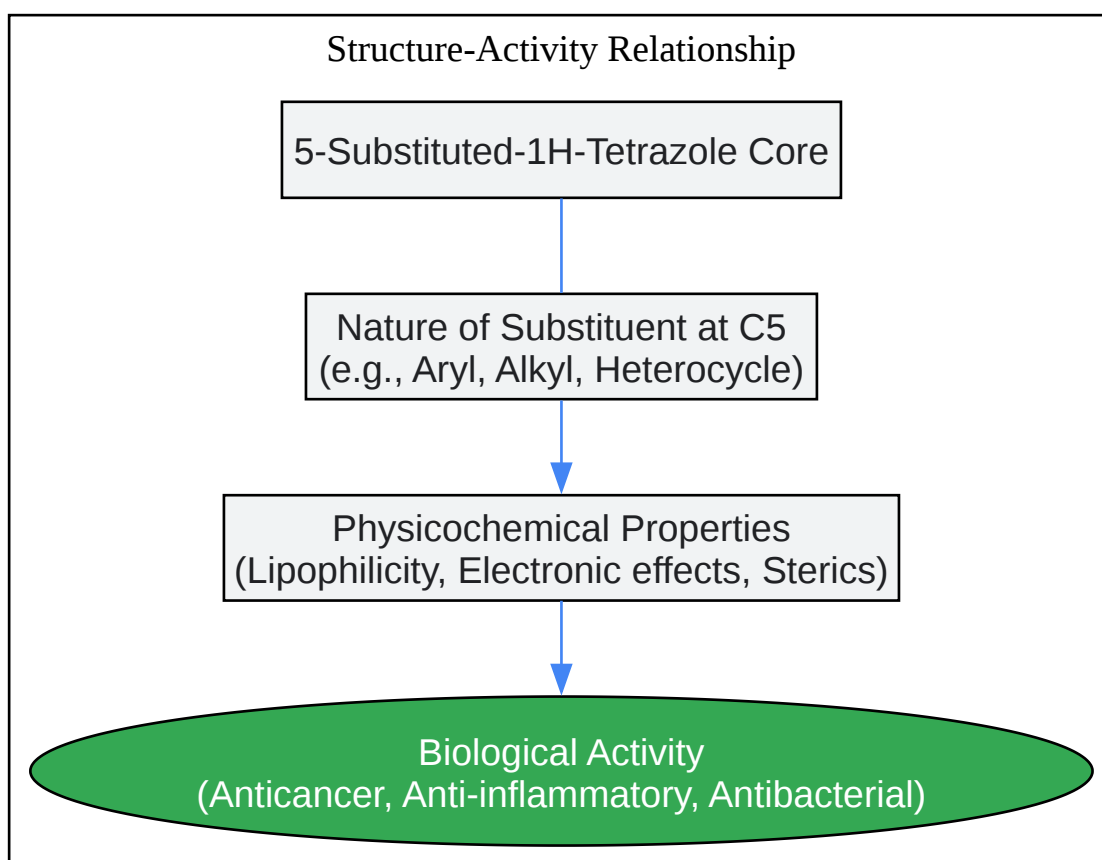 Structure-Activity Relationship
5-Substituted-1H-Tetrazole Core
Nature of Substituent at C5
(e.g., Aryl, Alkyl, Heterocycle)
Physicochemical Properties
(Lipophilicity, Electronic effects, Sterics)
Biological Activity
(Anticancer, Anti-inflammatory, Antibacterial)